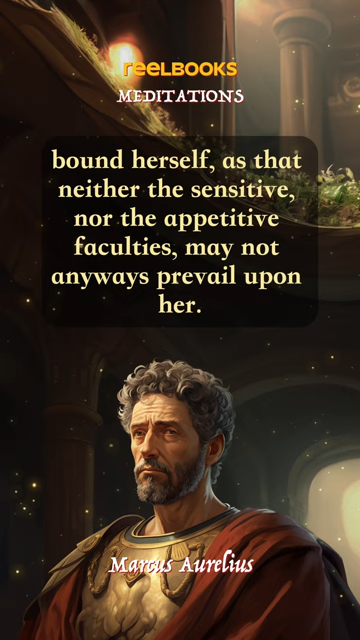 reelBOOKS
MEDITATIONS
bound herself, as that
neither the sensitive,
nor the appetitive
faculties, may not
anyways prevail upon
her.
Marcus Aurelius